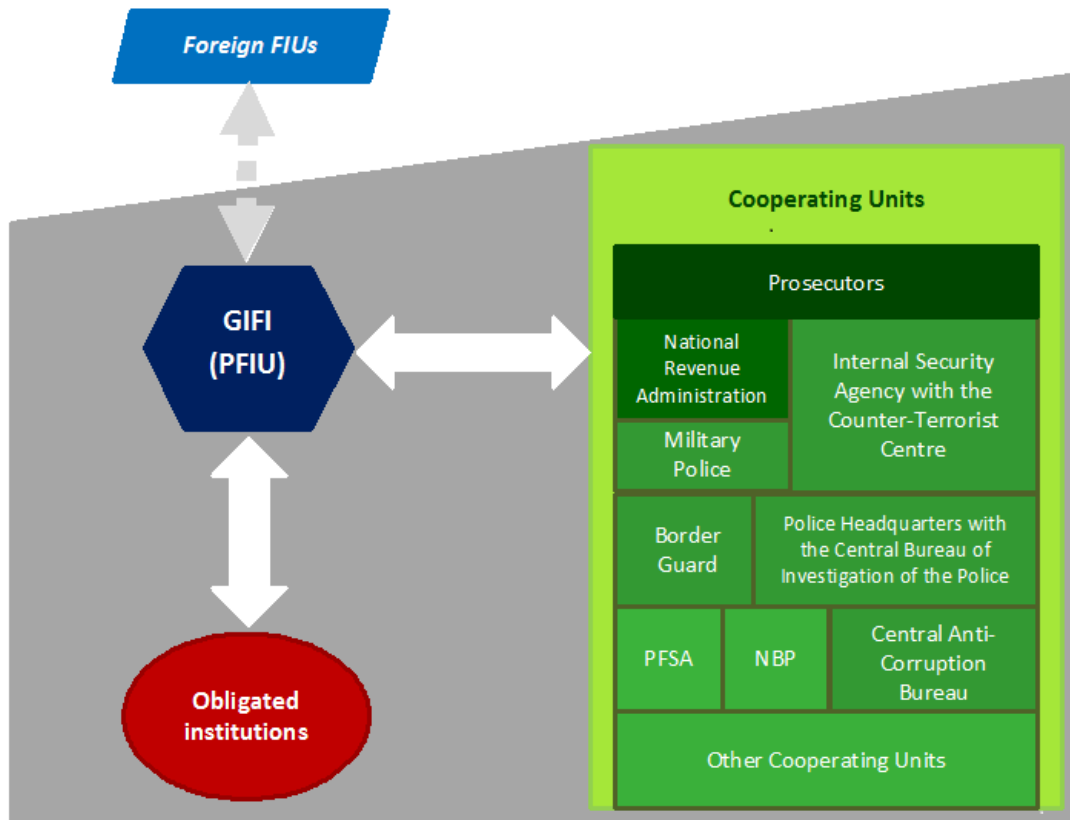 Foreign FIUs
Cooperating Units
.
Prosecutors
GIFI
(PFIU)
National
Revenue
Administration
Internal Security
Agency with the
Counter-Terrorist
Centre
Military
Police
Border
Guard
Police Headquarters with
the Central Bureau of
Investigation of the Police
PFSA
NBP
Central Anti-
Corruption
Bureau
Obligated
institutions
Other Cooperating Units